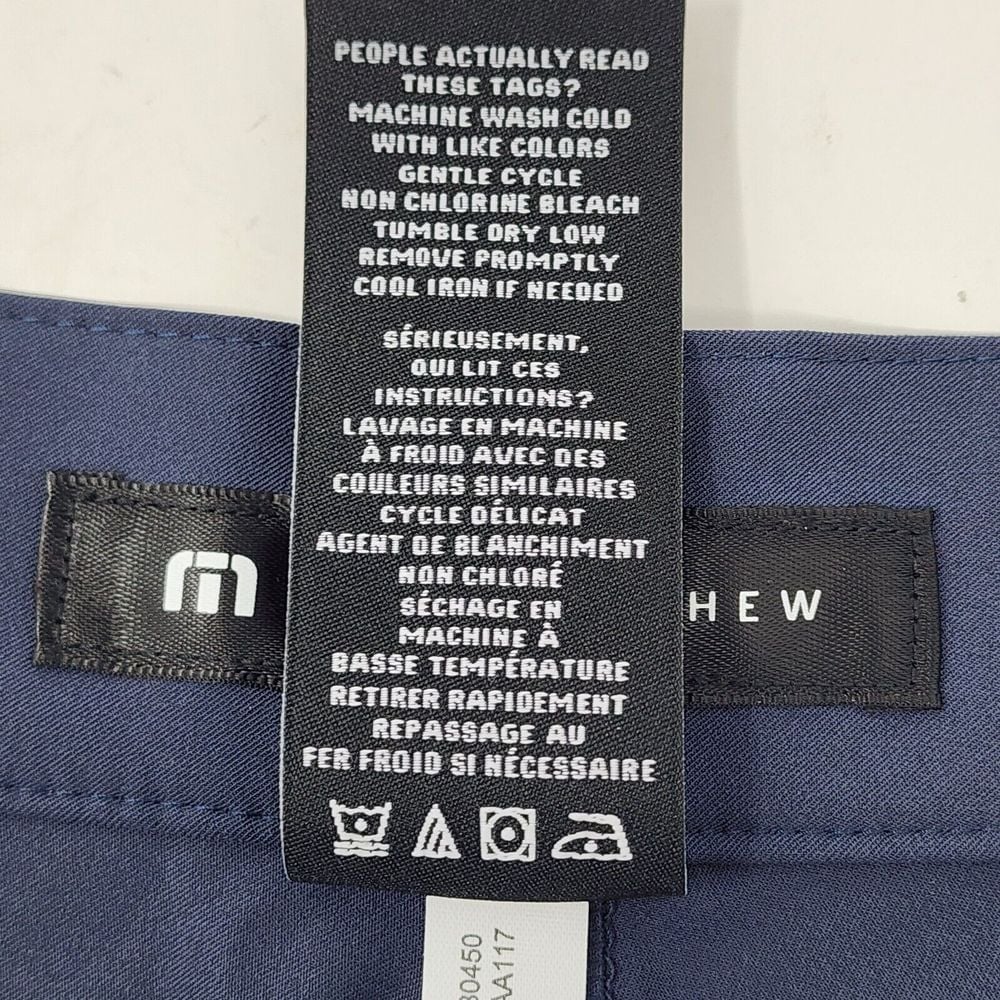 PEOPLE ACTUALLY READ
THESE TAGS?
MACHINE WASH COLD
WITH LIKE COLORS
GENTLE CYCLE
NON CHLORINE BLEACH
TUMBLE DRY LOW
REMOVE PROMPTLY
COOL IRON IF NEEDED
SÉRIEUSEMENT,
QUI LIT CES
INSTRUCTIONS?
LAVAGE EN MACHINE
À FROID AVEC DES
COULEURS SIMILAIRES
CYCLE DÉLICAT
AGENT DE BLANCHIMENT
NON CHLORÉ
SÉCHAGE EN
MACHINE À
BASSE TEMPÉRATURE
RETIRER RAPIDEMENT
REPASSAGE AU
FER FROID SI NÉCESSAIRE
HEW
30450
AA117